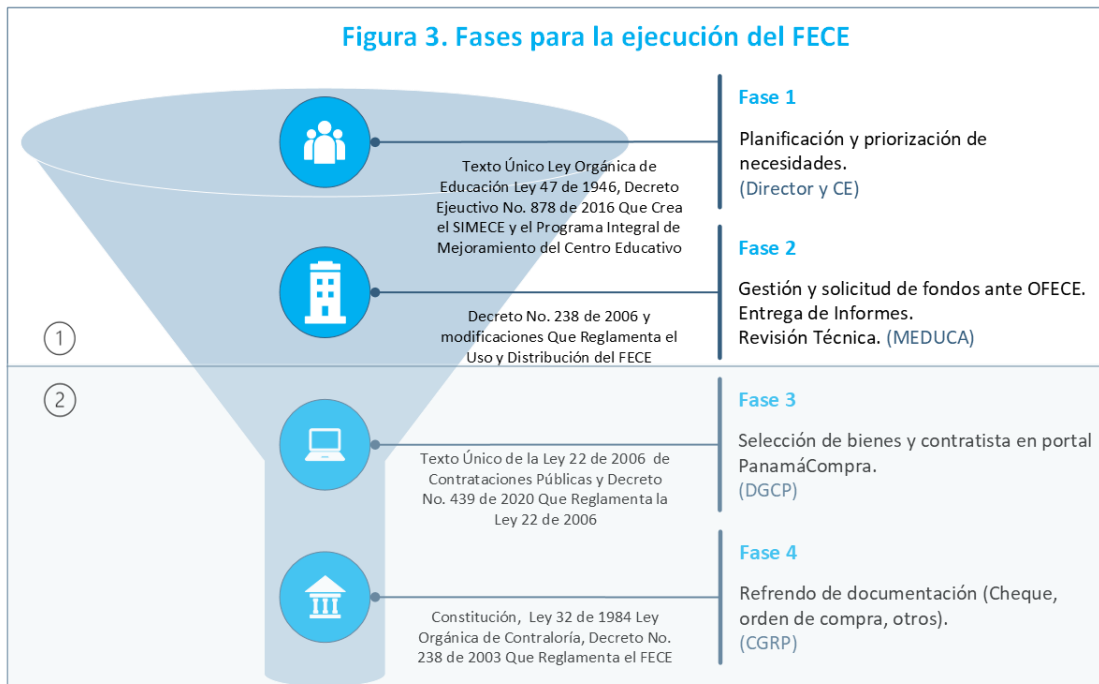 Figura 3. Fases para la ejecución del FECE
Fase 1
Planificación y priorización de
necesidades.
(Director y CE)
Texto Único Ley Orgánica de
Educación Ley 47 de 1946, Decreto
Ejeuctivo No. 878 de 2016 Que Crea
el SIMECE y el Programa Integral de
Mejoramiento del Centro Educativo
Fase 2
Gestión y solicitud de fondos ante OFECE.
Entrega de Informes.
Revisión Técnica. (MEDUCA)
Decreto No. 238 de 2006 y
modificaciones Que Reglamenta el
Uso y Distribución del FECE
1
2
Fase 3
Selección de bienes y contratista en portal
PanamáCompra.
(DGCP)
Texto Único de la Ley 22 de 2006 de
Contrataciones Públicas y Decreto
No. 439 de 2020 Que Reglamenta la
Ley 22 de 2006
Fase 4
Refrendo de documentación (Cheque,
orden de compra, otros).
(CGRP)
Constitución, Ley 32 de 1984 Ley
Orgánica de Contraloría, Decreto No.
238 de 2003 Que Reglamenta el FECE